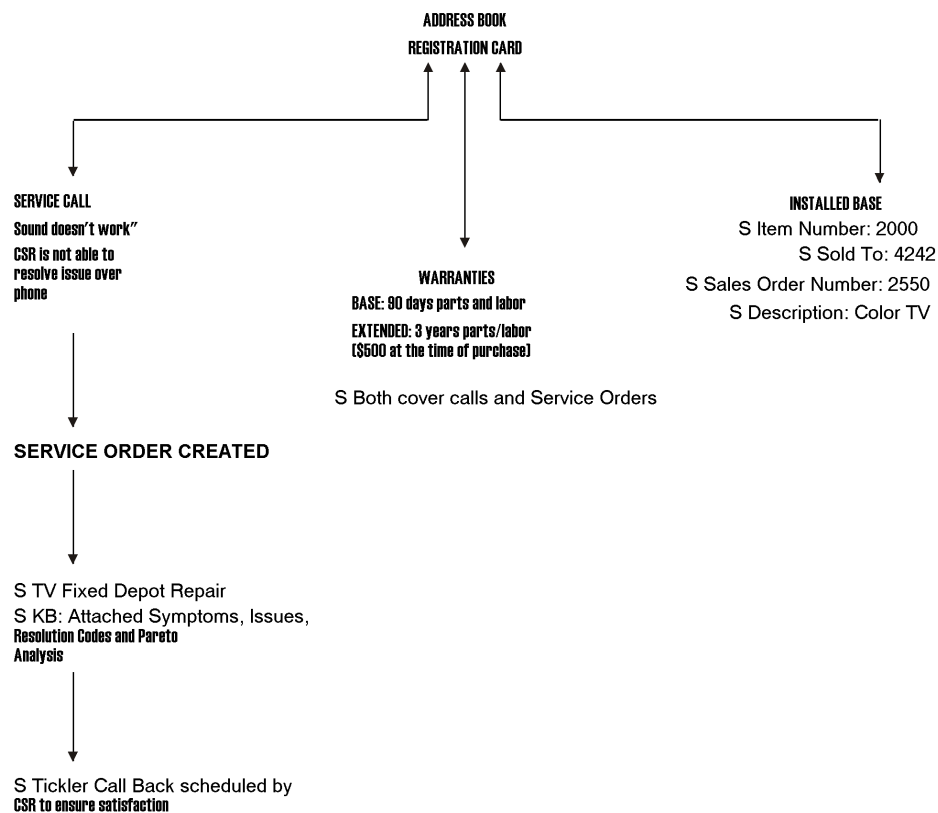 ADDRESS BOOK
REGISTRATION CARD
SERVICE CALL
Sound doesn't work"
CSR is not able to
resolve issue over
phone
WARRANTIES
BASE: 90 days parts and labor
EXTENDED: 3 years parts/labor
($500 at the time of purchase)
S Both cover calls and Service Orders
INSTALLED BASE
S Item Number: 2000
S Sold To: 4242
S Sales Order Number: 2550
S Description: Color TV
SERVICE ORDER CREATED
S TV Fixed Depot Repair
S KB: Attached Symptoms, Issues,
Resolution Codes and Pareto
Analysis
S Tickler Call Back scheduled by
CSR to ensure satisfaction